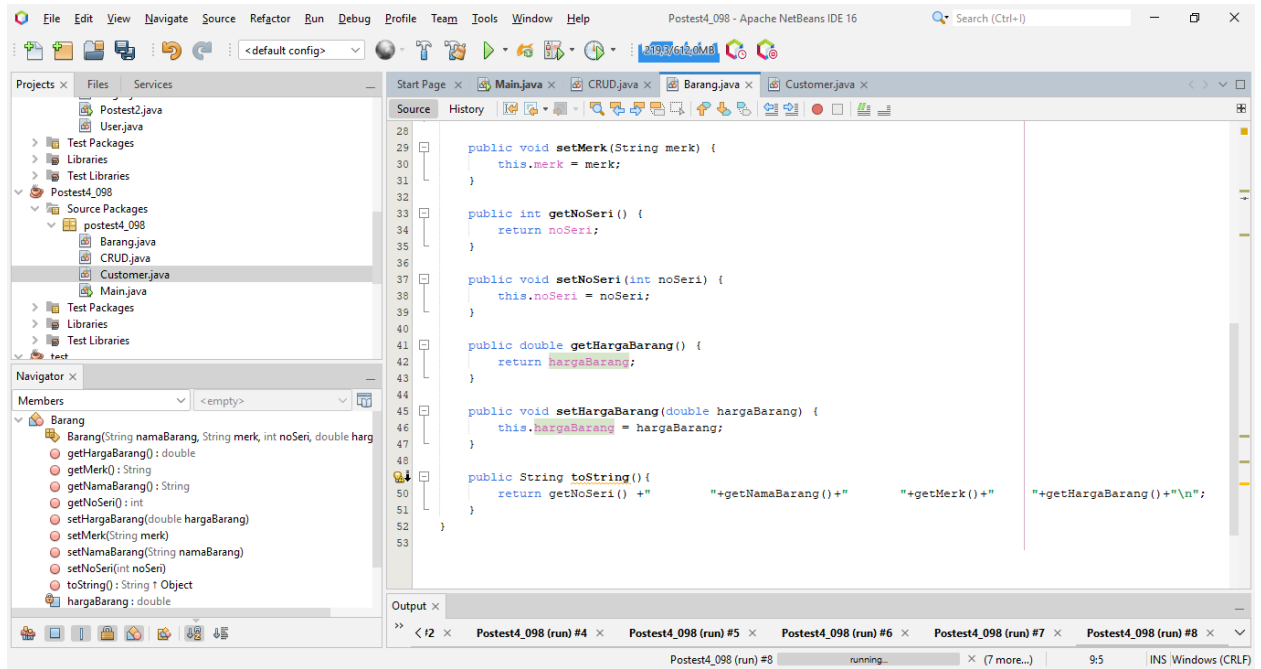 File Edit View Navigate Source Refactor Run Debug Profile Team Tools Window Help Postest4_098 - Apache NetBeans IDE 16 Search (Ctrl+I)
<default config> 219,3/612,0MB
Projects Files Services
Postest2.java
User.java
Test Packages
Libraries
Test Libraries
Postest4_098
Source Packages
postest4_098
Barang.java
CRUD.java
Customer.java
Main.java
Test Packages
Libraries
Test Libraries
test
Navigator
Members <empty>
Barang
Barang(String namaBarang, String merk, int noSeri, double harg
getHargaBarang() : double
getMerk() : String
getNamaBarang() : String
getNoSeri() : int
setHargaBarang(double hargaBarang)
setMerk(String merk)
setNamaBarang(String namaBarang)
setNoSeri(int noSeri)
toString() : String ↑ Object
hargaBarang : double
Start Page Main.java CRUD.java Barang.java Customer.java
Source History
28
29 public void setMerk(String merk) {
30 this.merk = merk;
31 }
32
33 public int getNoSeri() {
34 return noSeri;
35 }
36
37 public void setNoSeri(int noSeri) {
38 this.noSeri = noSeri;
39 }
40
41 public double getHargaBarang() {
42 return hargaBarang;
43 }
44
45 public void setHargaBarang(double hargaBarang) {
46 this.hargaBarang = hargaBarang;
47 }
48
public String toString(){
50 return getNoSeri() +"        "+getNamaBarang()+"       "+getMerk()+"     "+getHargaBarang()+"\n";
51 }
52 }
53
Output
Postest4_098 (run) #4 Postest4_098 (run) #5 Postest4_098 (run) #6 Postest4_098 (run) #7 Postest4_098 (run) #8
Postest4_098 (run) #8 running... (7 more...) 9:5 INS Windows (CRLF)